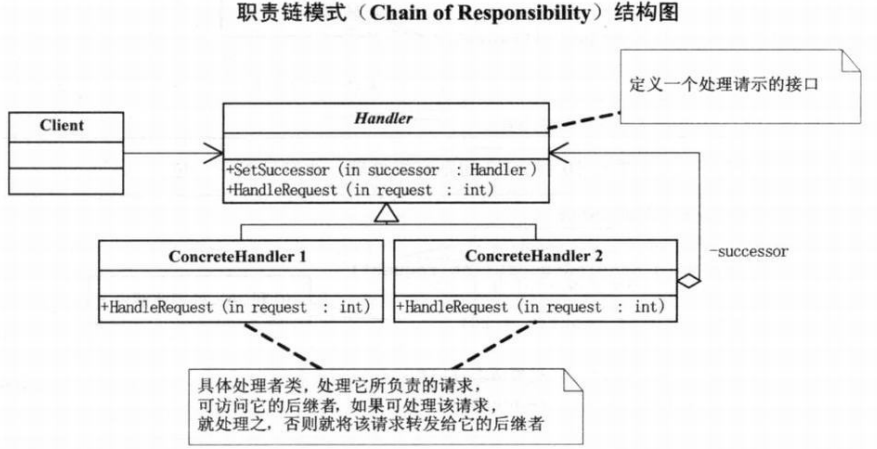 职责链模式（Chain of Responsibility）结构图
定义一个处理请示的接口
Client
Handler
+SetSuccessor (in successor : Handler)
+HandleRequest (in request : int)
-successor
ConcreteHandler 1
+HandleRequest (in request : int)
ConcreteHandler 2
+HandleRequest (in request : int)
具体处理者类，处理它所负责的请求，
可访问它的后继者，如果可处理该请求，
就处理之，否则就将该请求转发给它的后继者